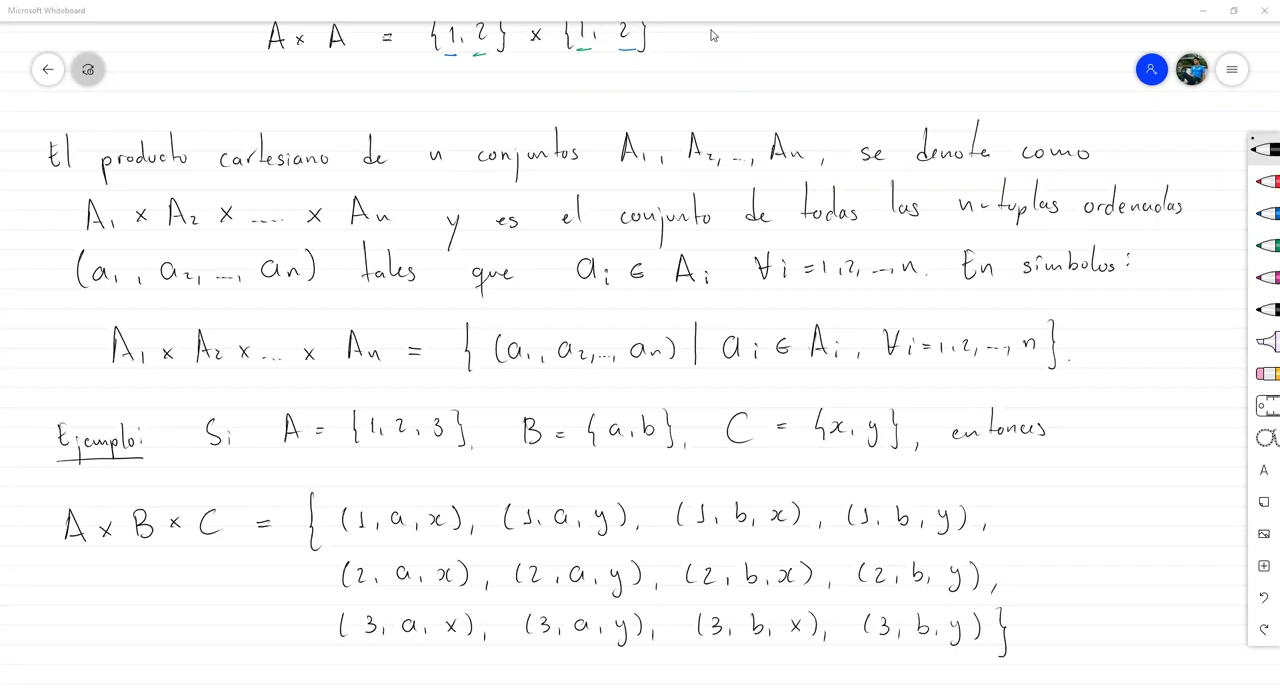 Microsoft Whiteboard
A × A = {1, 2} × {1, 2}
El producto cartesiano de n conjuntos A₁, A₂, ..., Aₙ, se denota como
A₁ × A₂ × .... × Aₙ y es el conjunto de todas las n-tuplas ordenadas
(a₁, a₂, ..., aₙ) tales que aᵢ ∈ Aᵢ ∀i = 1, 2, ..., n. En símbolos:
A₁ × A₂ × ... × Aₙ = { (a₁, a₂, ..., aₙ) | aᵢ ∈ Aᵢ, ∀i = 1, 2, ..., n }.
Ejemplo: Si A = {1, 2, 3}, B = {a, b}, C = {x, y}, entonces
A × B × C = { (1, a, x), (1, a, y), (1, b, x), (1, b, y),
(2, a, x), (2, a, y), (2, b, x), (2, b, y),
(3, a, x), (3, a, y), (3, b, x), (3, b, y) }